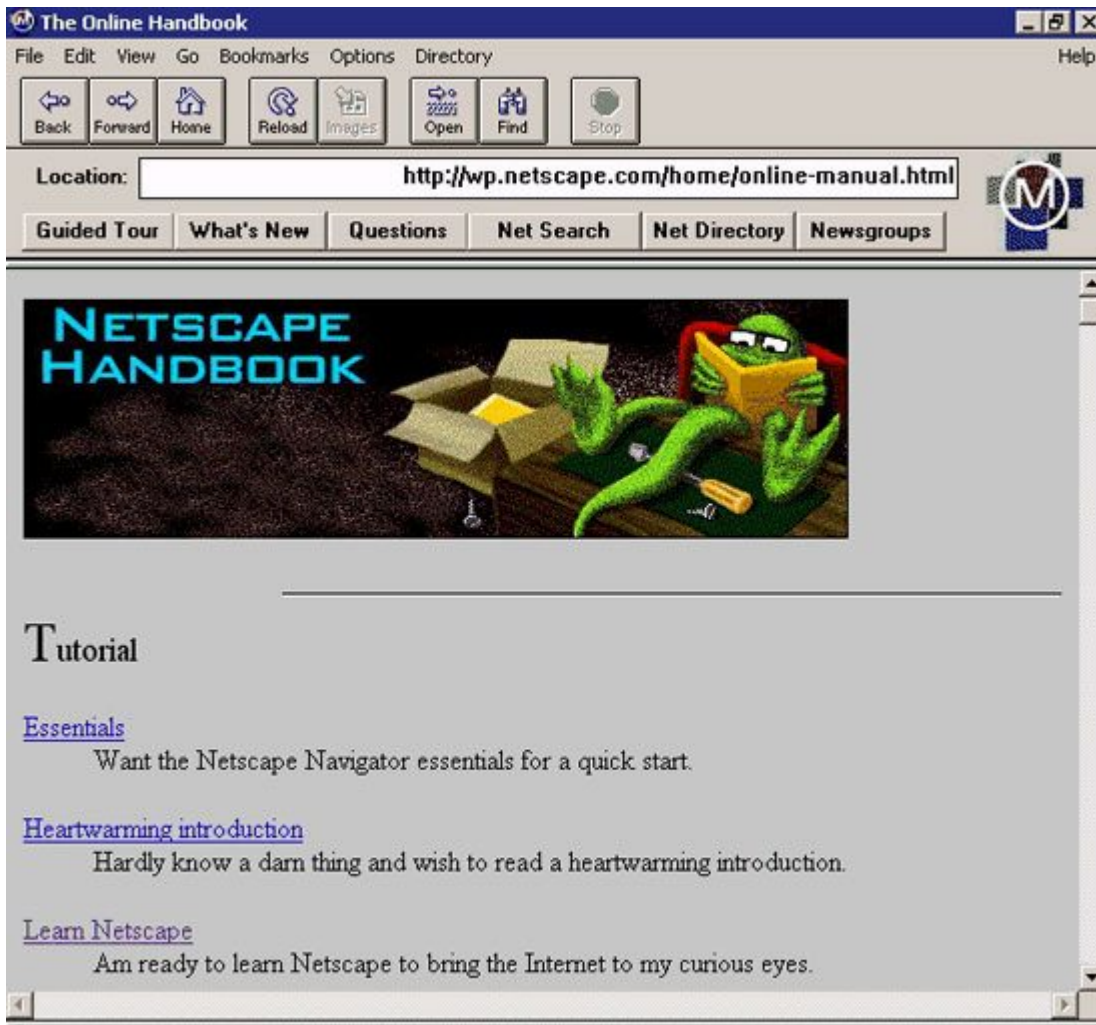 The Online Handbook
File Edit View Go Bookmarks Options Directory Help
Back Forward Home Reload Images Open Find Stop
Location: http://wp.netscape.com/home/online-manual.html
M
Guided Tour What's New Questions Net Search Net Directory Newsgroups
NETSCAPE
HANDBOOK
Tutorial
Essentials
Want the Netscape Navigator essentials for a quick start.
Heartwarming introduction
Hardly know a darn thing and wish to read a heartwarming introduction.
Learn Netscape
Am ready to learn Netscape to bring the Internet to my curious eyes.